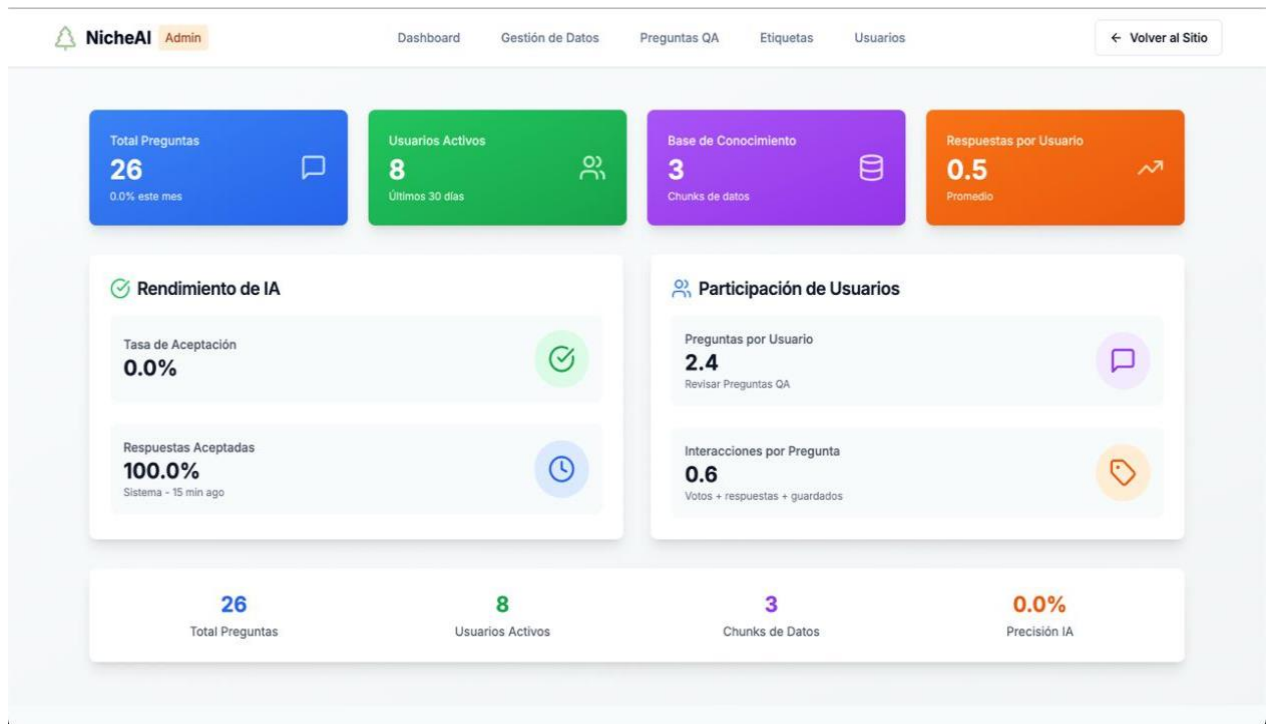 NicheAI Admin Dashboard Gestión de Datos Preguntas QA Etiquetas Usuarios ← Volver al Sitio
Total Preguntas
26
0.0% este mes
Usuarios Activos
8
Últimos 30 días
Base de Conocimiento
3
Chunks de datos
Respuestas por Usuario
0.5
Promedio
Rendimiento de IA
Tasa de Aceptación
0.0%
Respuestas Aceptadas
100.0%
Sistema - 15 min ago
Participación de Usuarios
Preguntas por Usuario
2.4
Revisar Preguntas QA
Interacciones por Pregunta
0.6
Votos + respuestas + guardados
26
Total Preguntas
8
Usuarios Activos
3
Chunks de Datos
0.0%
Precisión IA